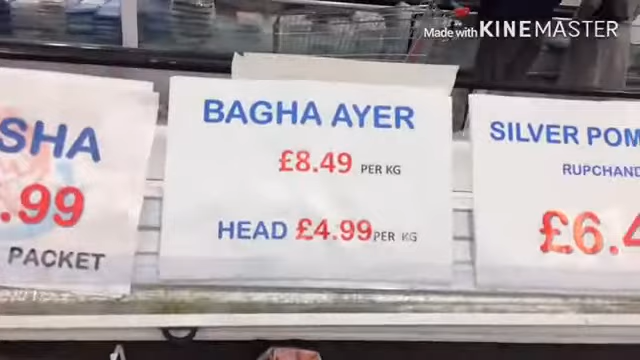 Made with KINEMASTER
SHA
.99
PACKET
BAGHA AYER
£8.49 PER KG
HEAD £4.99 PER KG
SILVER POM
RUPCHAND
£6.4